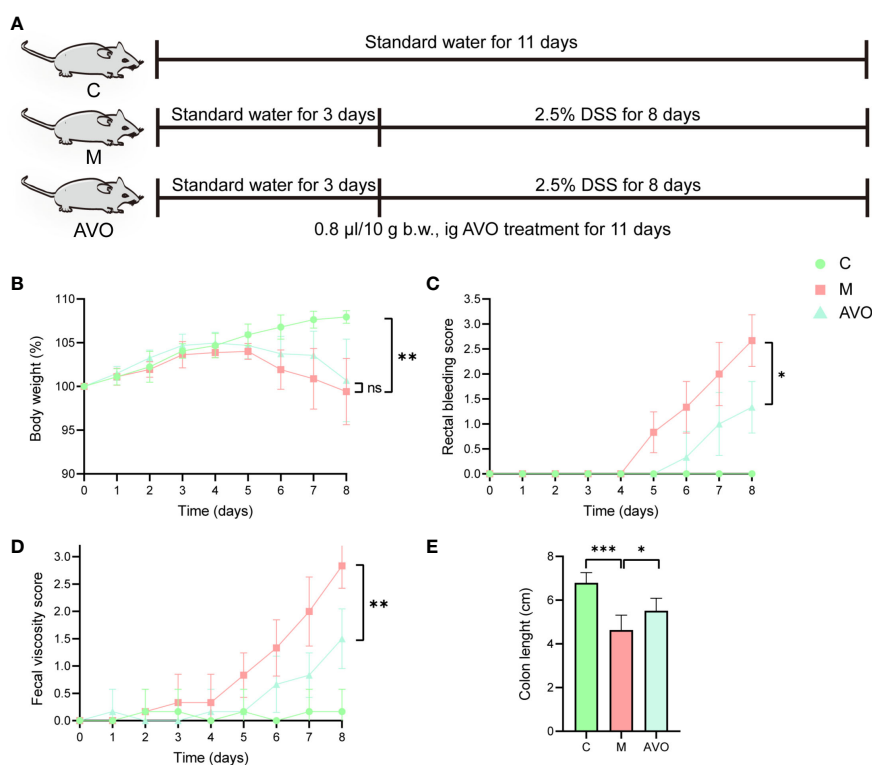 A
Standard water for 11 days
C
Standard water for 3 days
2.5% DSS for 8 days
M
Standard water for 3 days
2.5% DSS for 8 days
AVO
0.8 µl/10 g b.w., ig AVO treatment for 11 days
C
M
AVO
B
110
105
100
95
90
Body weight (%)
0 1 2 3 4 5 6 7 8
Time (days)
ns
**
C
3.5
3.0
2.5
2.0
1.5
1.0
0.5
0.0
Rectal bleeding score
0 1 2 3 4 5 6 7 8
Time (days)
*
D
3.0
2.5
2.0
1.5
1.0
0.5
0.0
Fecal viscosity score
0 1 2 3 4 5 6 7 8
Time (days)
**
E
8
6
4
2
0
Colon lenght (cm)
*** *
C M AVO